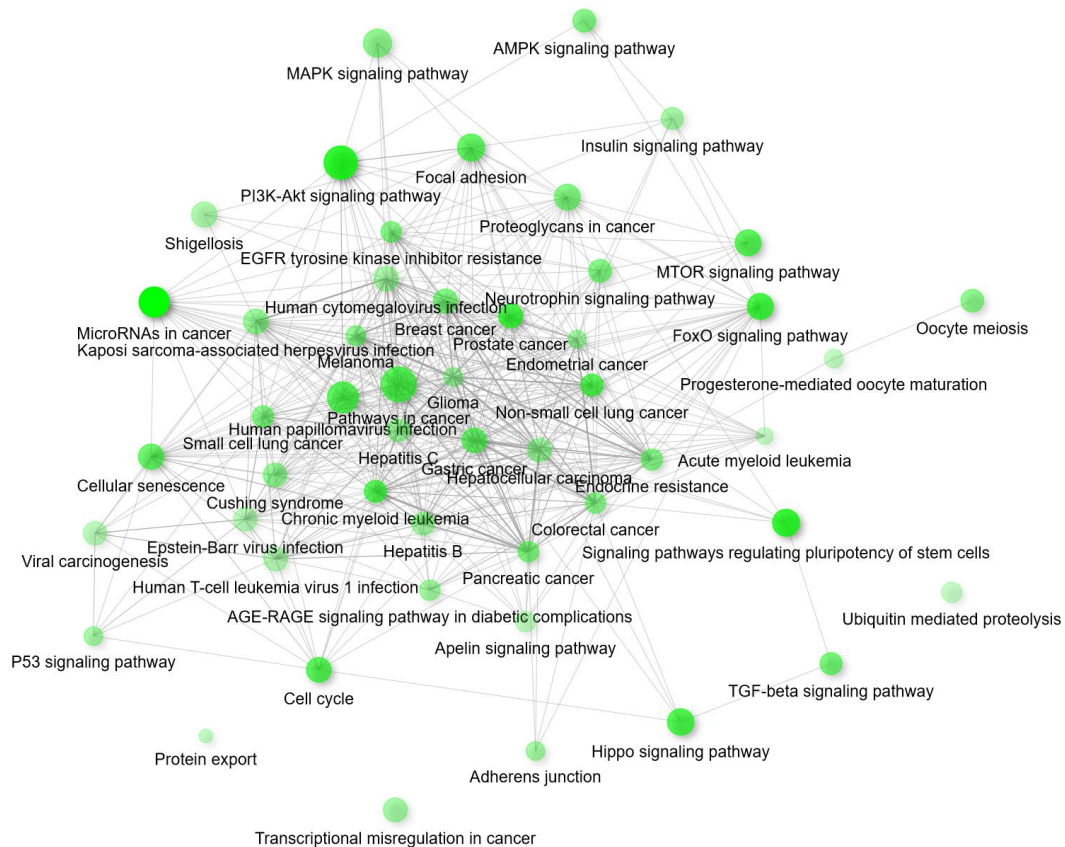 AMPK signaling pathway
MAPK signaling pathway
Insulin signaling pathway
Focal adhesion
PI3K-Akt signaling pathway
Proteoglycans in cancer
Shigellosis
EGFR tyrosine kinase inhibitor resistance
MTOR signaling pathway
Human cytomegalovirus infection
Neurotrophin signaling pathway
MicroRNAs in cancer
Breast cancer
FoxO signaling pathway
Oocyte meiosis
Prostate cancer
Kaposi sarcoma-associated herpesvirus infection
Melanoma
Endometrial cancer
Progesterone-mediated oocyte maturation
Glioma
Non-small cell lung cancer
Pathways in cancer
Human papillomavirus infection
Small cell lung cancer
Hepatitis C
Acute myeloid leukemia
Gastric cancer
Hepatocellular carcinoma
Cellular senescence
Endocrine resistance
Cushing syndrome
Chronic myeloid leukemia
Colorectal cancer
Epstein-Barr virus infection
Hepatitis B
Signaling pathways regulating pluripotency of stem cells
Viral carcinogenesis
Pancreatic cancer
Human T-cell leukemia virus 1 infection
AGE-RAGE signaling pathway in diabetic complications
Ubiquitin mediated proteolysis
Apelin signaling pathway
P53 signaling pathway
TGF-beta signaling pathway
Cell cycle
Hippo signaling pathway
Protein export
Adherens junction
Transcriptional misregulation in cancer